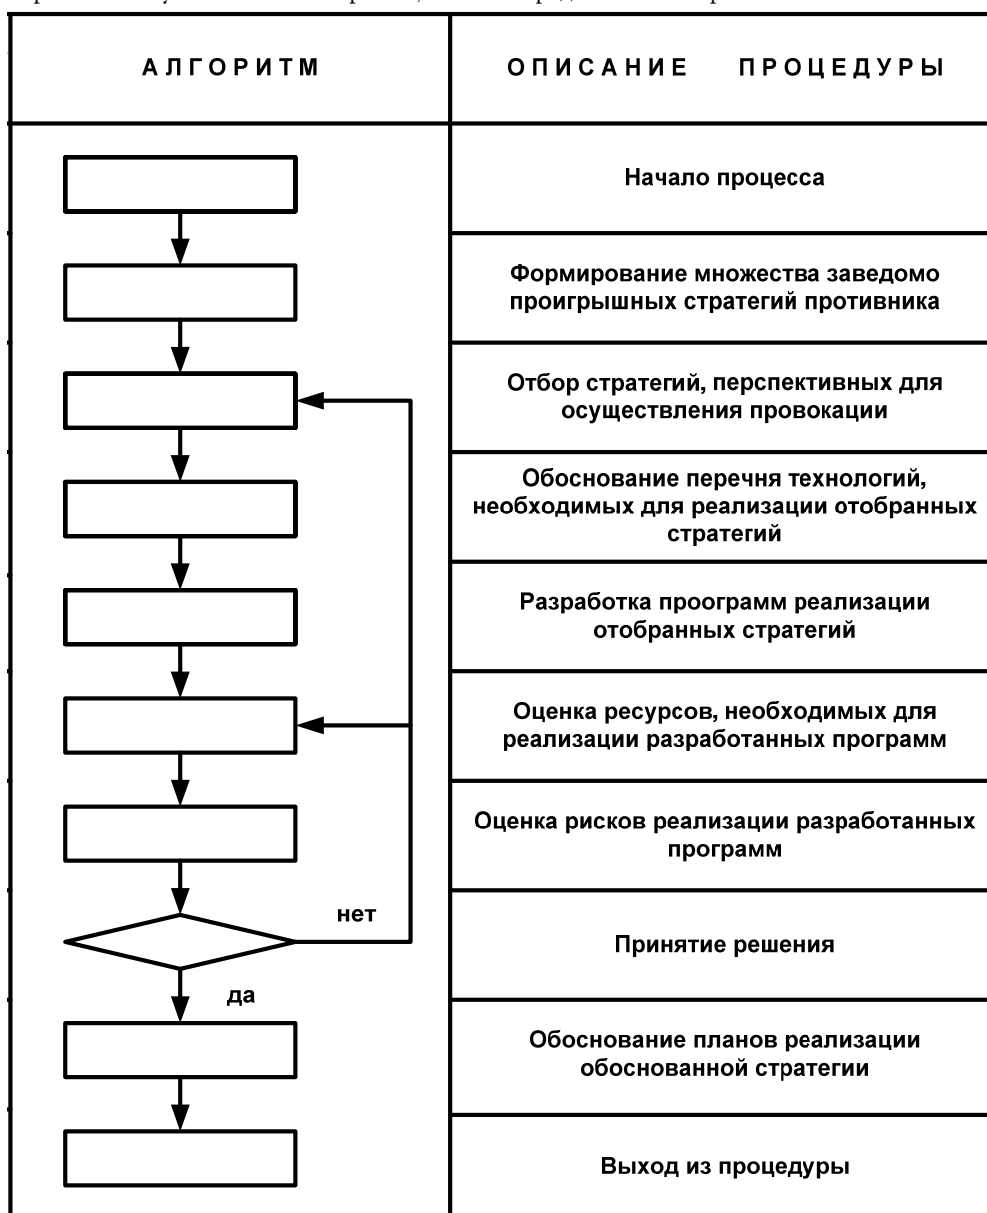 АЛГОРИТМ
ОПИСАНИЕ ПРОЦЕДУРЫ
Начало процесса
Формирование множества заведомо
проигрышных стратегий противника
Отбор стратегий, перспективных для
осуществления провокации
Обоснование перечня технологий,
необходимых для реализации отобранных
стратегий
Разработка проограмм реализации
отобранных стратегий
Оценка ресурсов, необходимых для
реализации разработанных программ
Оценка рисков реализации разработанных
программ
нет
Принятие решения
да
Обоснование планов реализации
обоснованной стратегии
Выход из процедуры